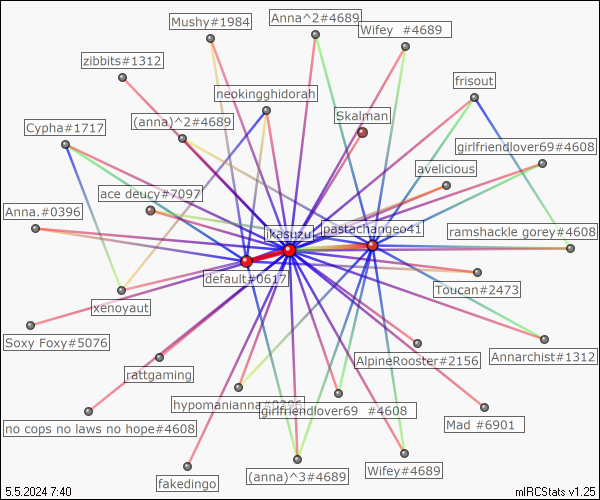 Mushy#1984
Anna^2#4689
Wifey  #4689
zibbits#1312
neokingghidorah
frisout
Skalman
(anna)^2#4689
Cypha#1717
girlfriendlover69#4608
avelicious
ace deucy#7097
Anna.#0396
ikasuzu
pastachangeo41
ramshackle gorey#4608
default#0617
xenoyaut
Toucan#2473
Soxy Foxy#5076
AlpineRooster#2156
Annarchist#1312
rattgaming
hypomanianna#0396
girlfriendlover69  #4608
no cops no laws no hope#4608
Mad #6901
fakedingo
(anna)^3#4689
Wifey#4689
5.5.2024 7:40
mIRCStats v1.25